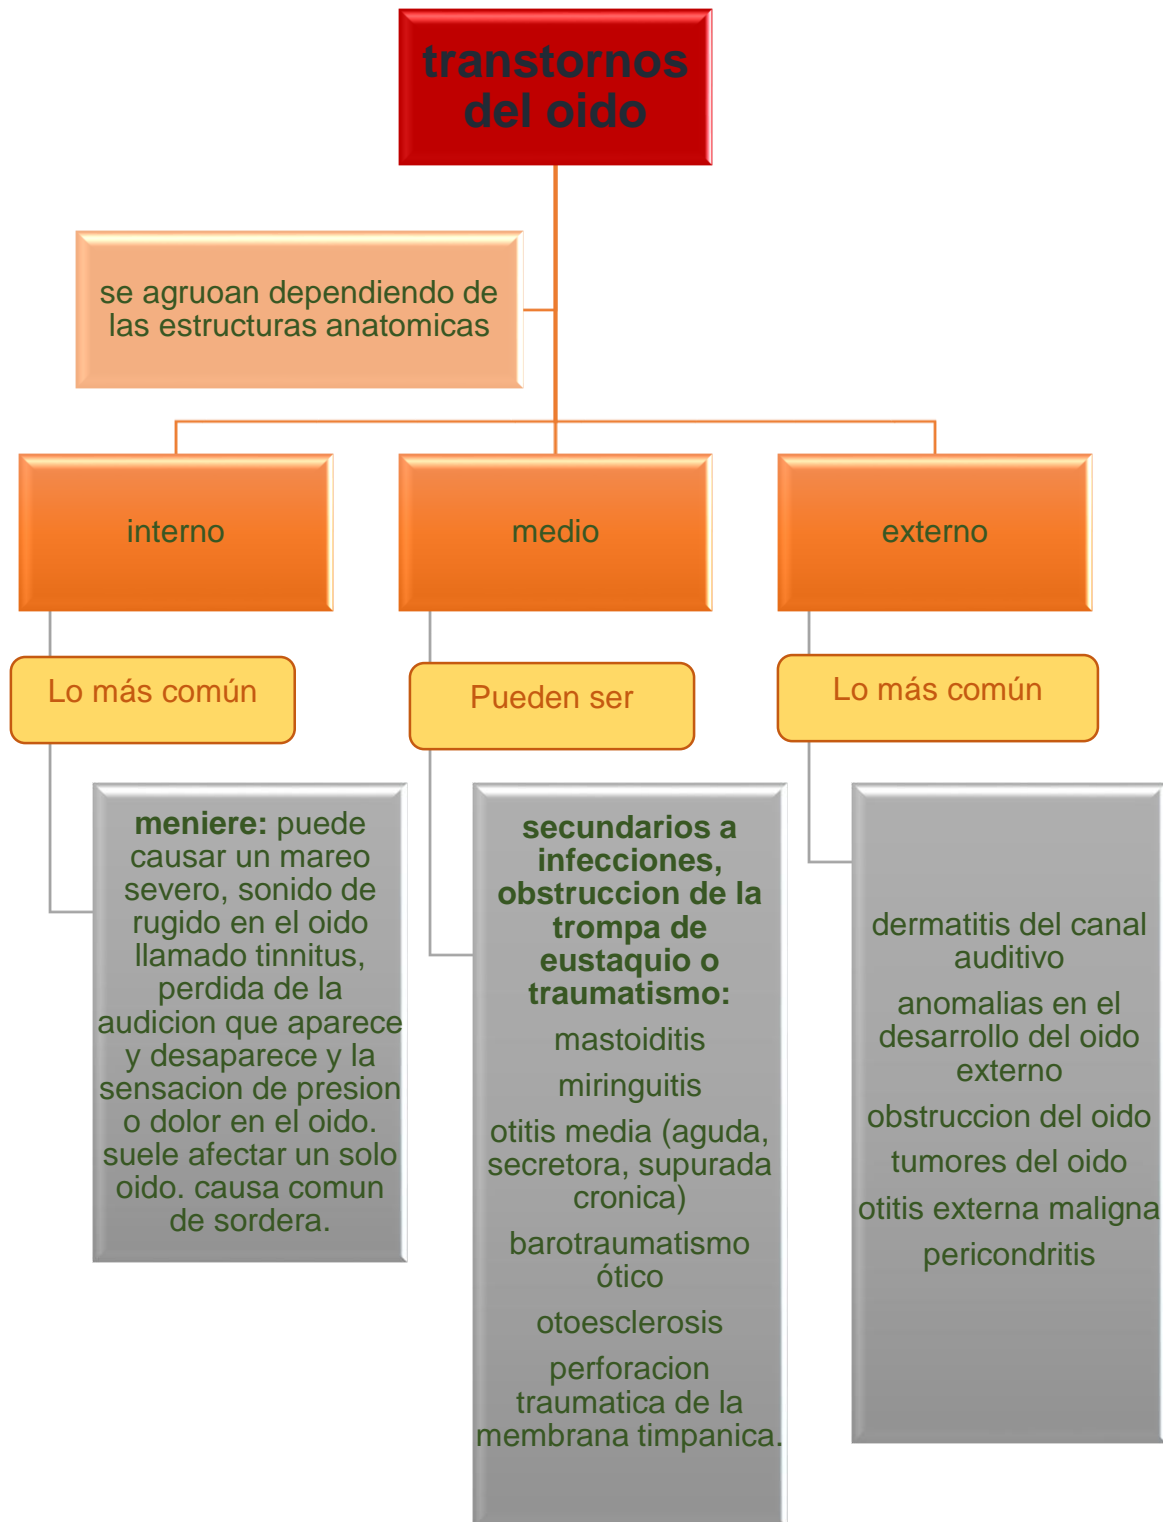 transtornos
del oido
se agruoan dependiendo de
las estructuras anatomicas
interno
medio
externo
Lo más común
Pueden ser
Lo más común
meniere: puede
causar un mareo
severo, sonido de
rugido en el oido
llamado tinnitus,
perdida de la
audicion que aparece
y desaparece y la
sensacion de presion
o dolor en el oido.
suele afectar un solo
oido. causa comun
de sordera.
secundarios a
infecciones,
obstruccion de la
trompa de
eustaquio o
traumatismo:
mastoiditis
miringuitis
otitis media (aguda,
secretora, supurada
cronica)
barotraumatismo
ótico
otoesclerosis
perforacion
traumatica de la
membrana timpanica.
dermatitis del canal
auditivo
anomalias en el
desarrollo del oido
externo
obstruccion del oido
tumores del oido
otitis externa maligna
pericondritis